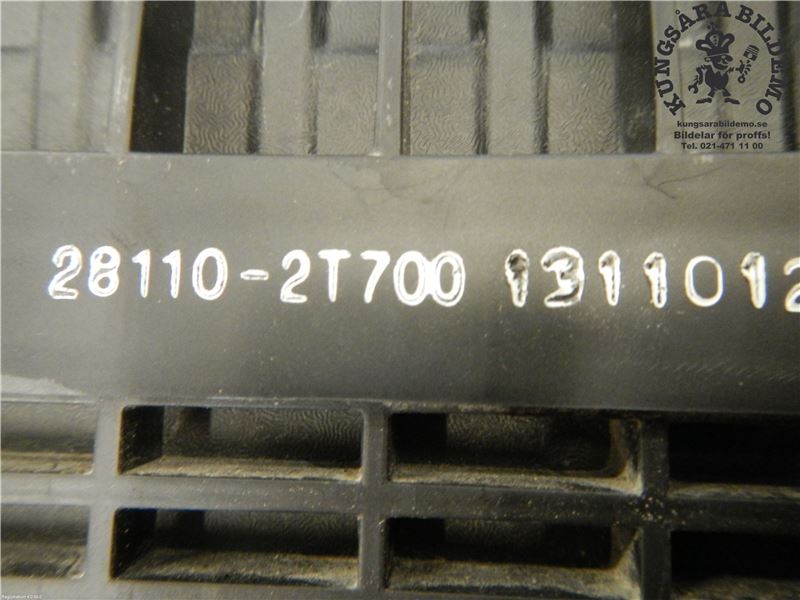 KUNGSÅRA BILDEMO
kungsarabildemo.se
Bildelar för proffs!
Tel. 021-471 11 00
28110-2T700 1311012